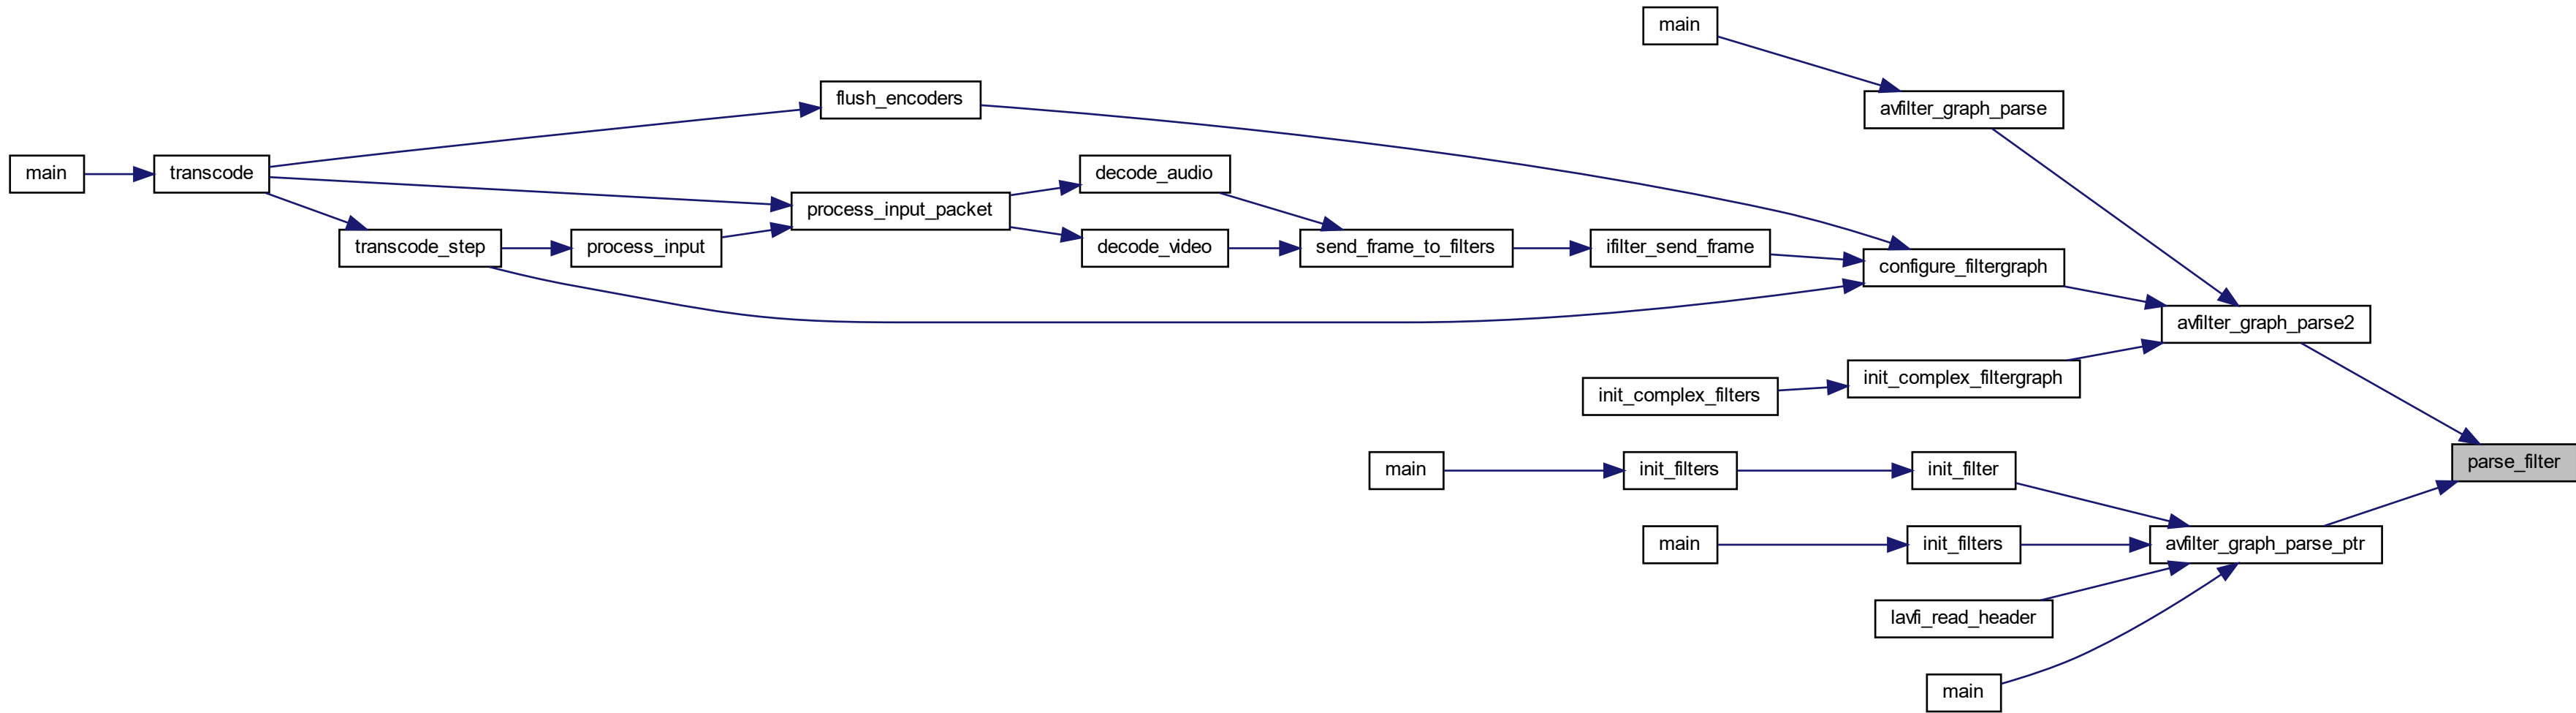 main
flush_encoders
avfilter_graph_parse
main
transcode
decode_audio
process_input_packet
transcode_step
process_input
decode_video
send_frame_to_filters
ifilter_send_frame
configure_filtergraph
avfilter_graph_parse2
init_complex_filters
init_complex_filtergraph
parse_filter
main
init_filters
init_filter
main
init_filters
avfilter_graph_parse_ptr
lavfi_read_header
main